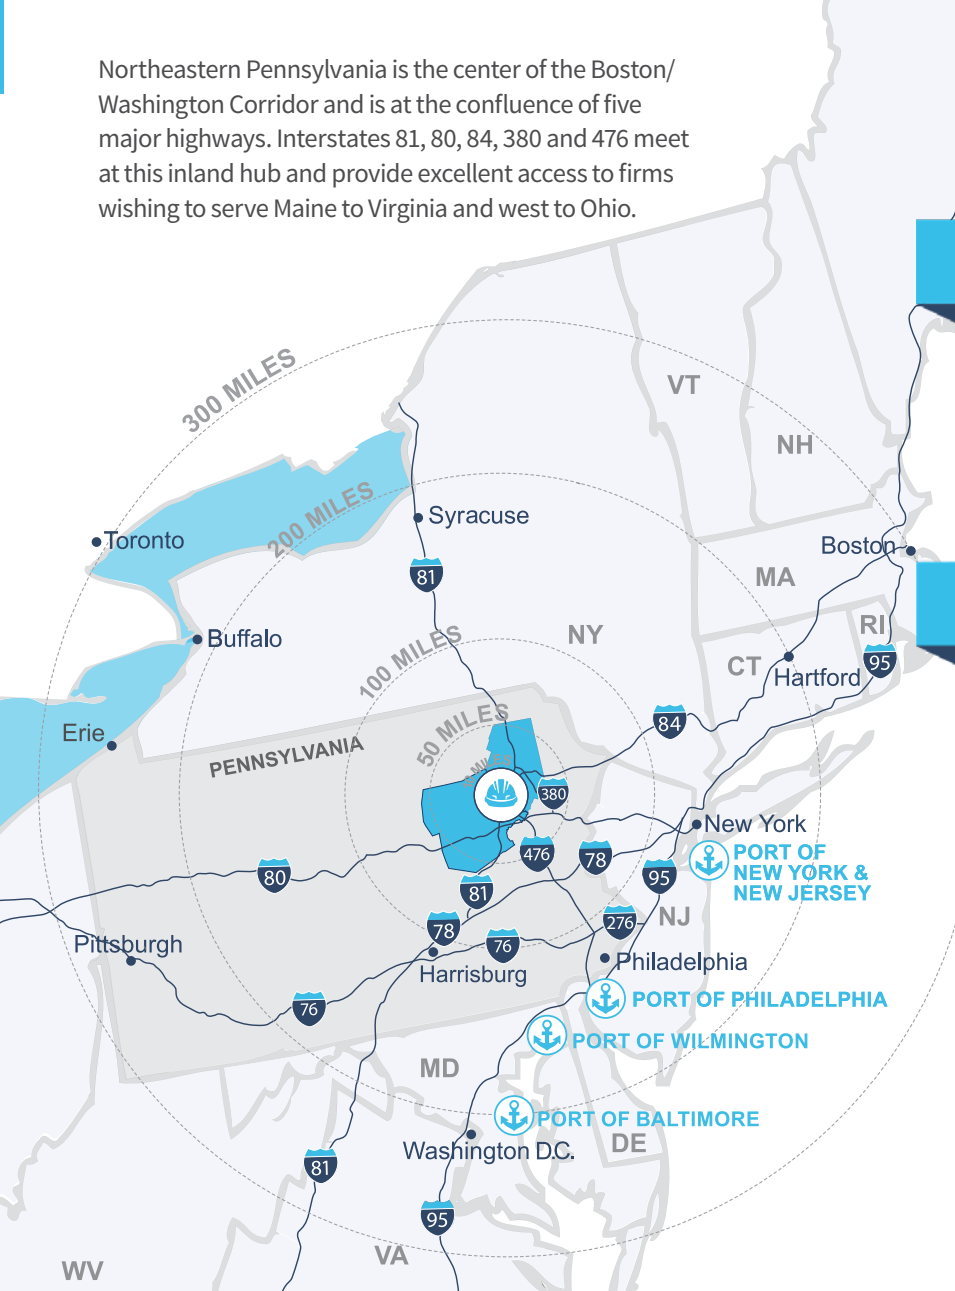 Northeastern Pennsylvania is the center of the Boston/
Washington Corridor and is at the confluence of five
major highways. Interstates 81, 80, 84, 380 and 476 meet
at this inland hub and provide excellent access to firms
wishing to serve Maine to Virginia and west to Ohio.
300 MILES
VT
NH
200 MILES
Syracuse
Toronto
Boston
81
MA
NY
RI
Buffalo
100 MILES
CT
95
Hartford
50 MILES
84
Erie
PENNSYLVANIA
MILES
380
New York
PORT OF
NEW YORK &
NEW JERSEY
476
78
80
95
81
NJ
78
276
76
Pittsburgh
Harrisburg
Philadelphia
76
PORT OF PHILADELPHIA
PORT OF WILMINGTON
MD
PORT OF BALTIMORE
Washington D.C.
DE
81
95
VA
WV